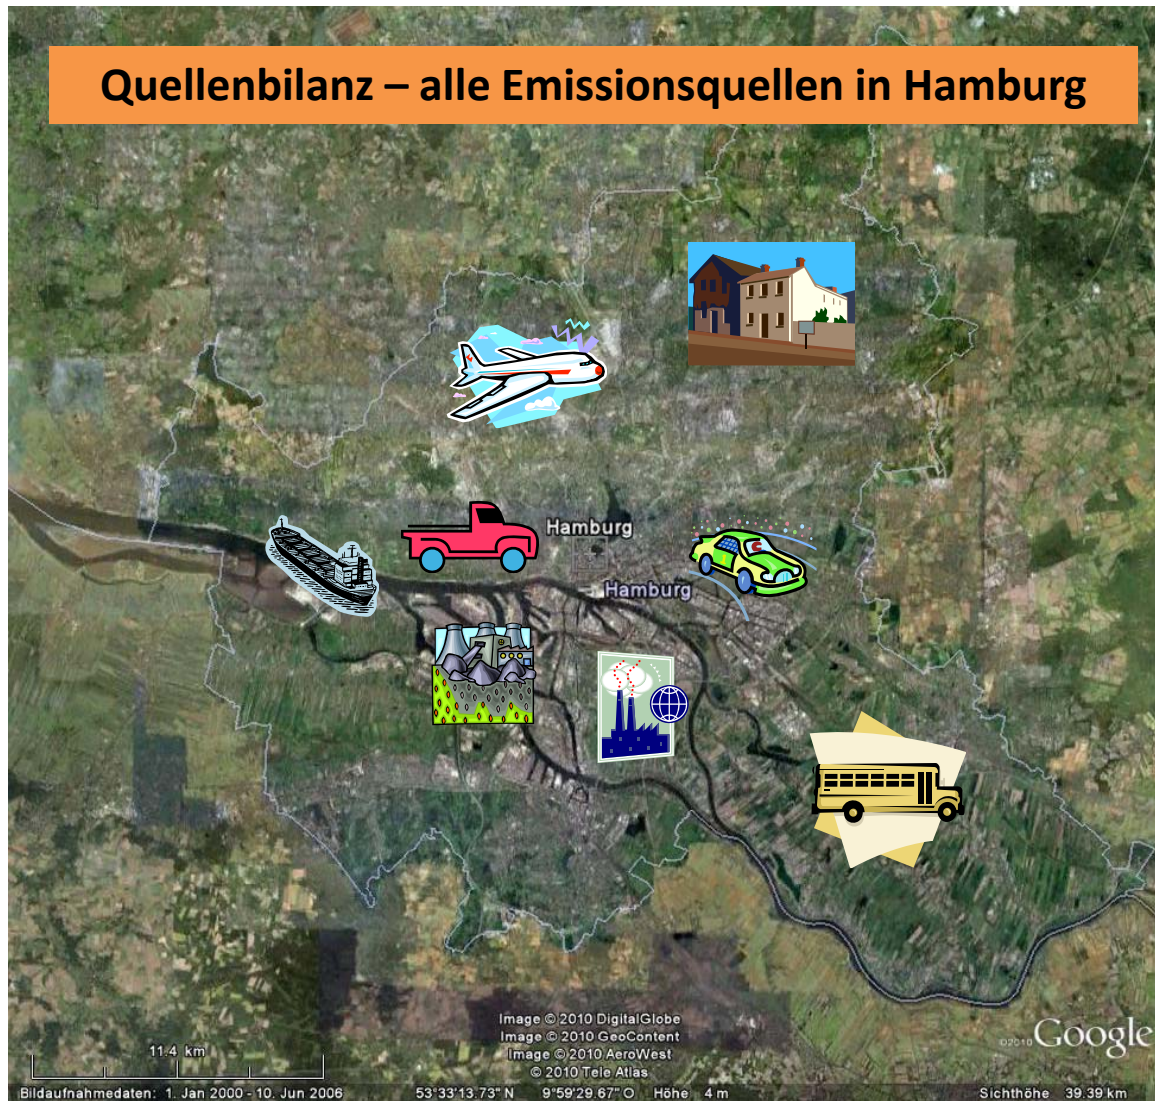 Quellenbilanz – alle Emissionsquellen in Hamburg
Hamburg
Hamburg
Image © 2010 DigitalGlobe
Image © 2010 GeoContent
Image © 2010 AeroWest
© 2010 Tele Atlas
©2010 Google
11.4 km
Bildaufnahmedaten: 1. Jan 2000 - 10. Jun 2006 53°33'13.73" N 9°59'29.67" O Höhe 4 m Sichthöhe 39.39 km